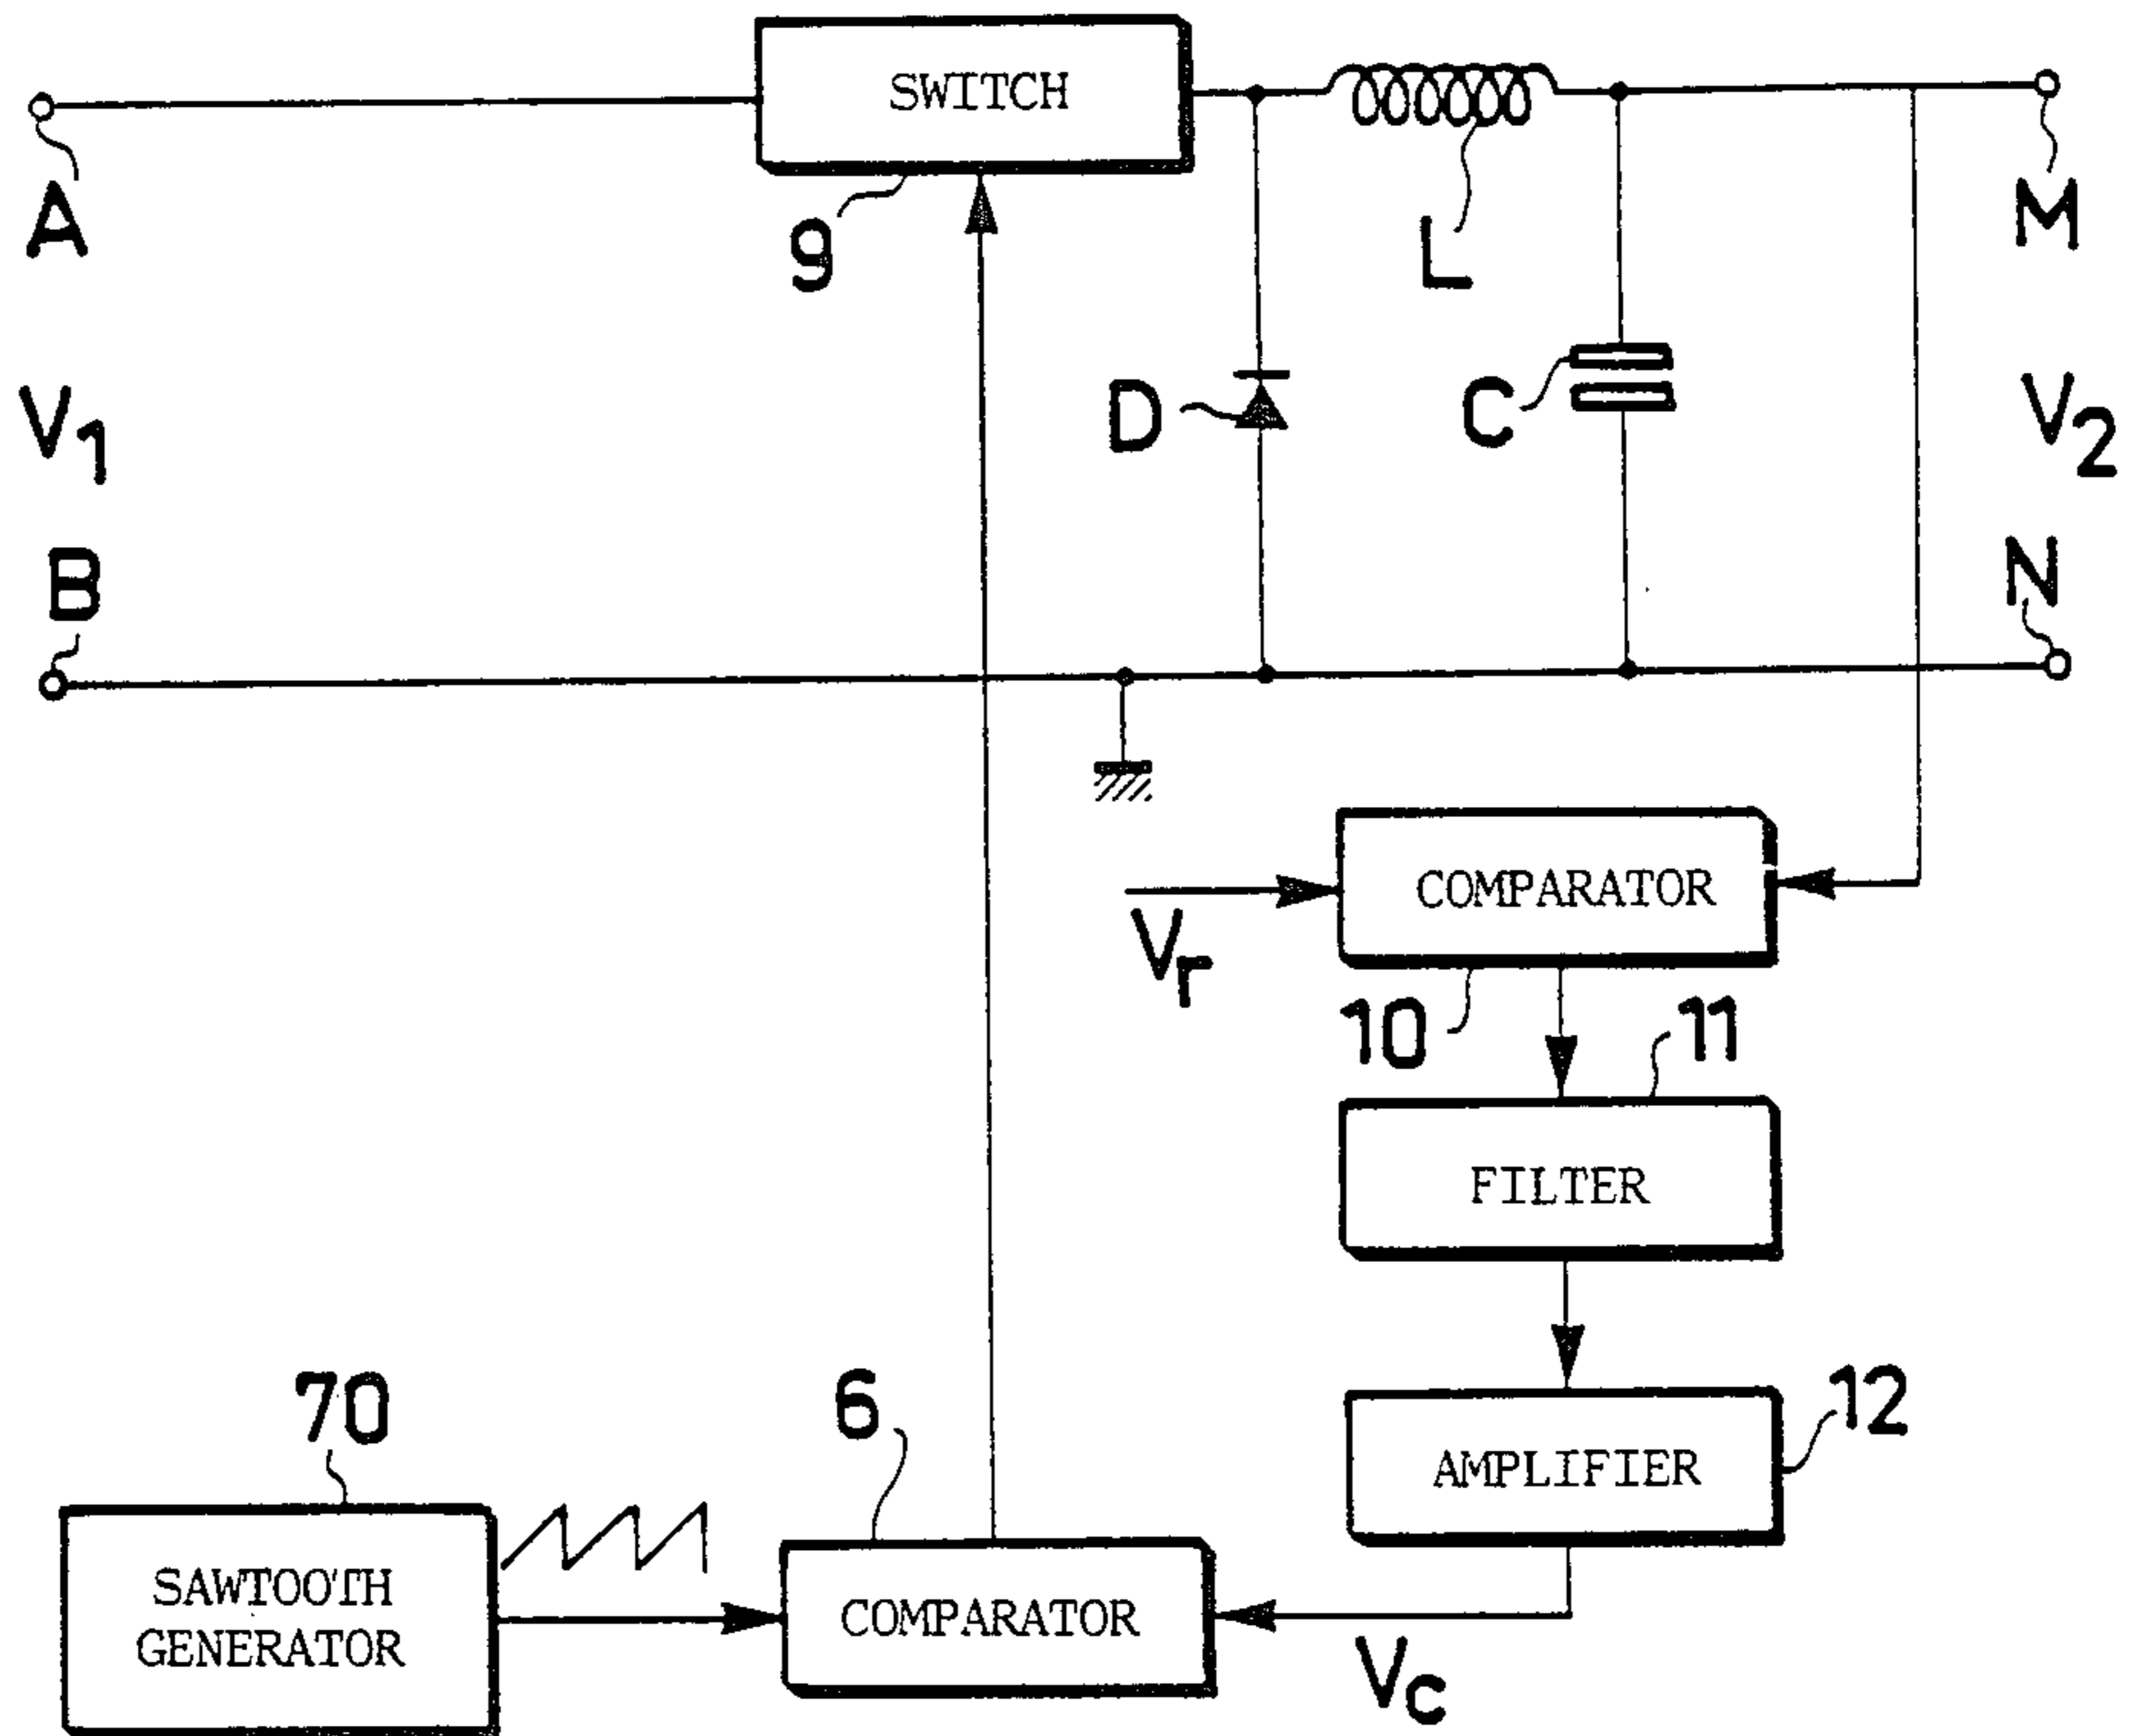 SWITCH
A
9
L
M
V1
D
C
V2
B
N
COMPARATOR
Vr
10
11
FILTER
70
6
12
AMPLIFIER
SAWTOOTH
GENERATOR
COMPARATOR
Vc